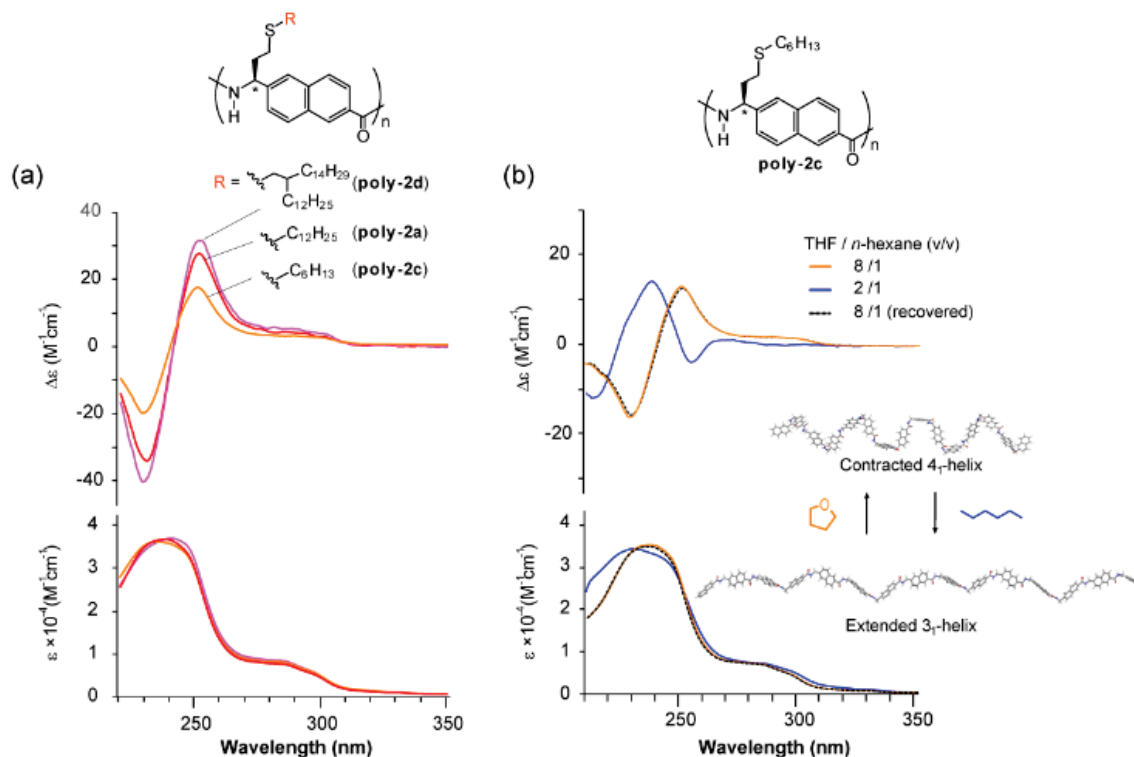 S R
N
H
*
O
n
S C6H13
N
H
*
O
n
poly-2c
(a)
R = C14H29 (poly-2d)
C12H25
C12H25 (poly-2a)
C6H13 (poly-2c)
40
20
0
-20
-40
Δε (M-1cm-1)
4
3
2
1
0
ε ×10-4(M-1cm-1)
250 300 350
Wavelength (nm)
(b)
THF / n-hexane (v/v)
8 /1
2 /1
8 /1 (recovered)
20
0
-20
Δε (M-1cm-1)
Contracted 41-helix
O
Extended 31-helix
4
3
2
1
0
ε ×10-4(M-1cm-1)
250 300 350
Wavelength (nm)